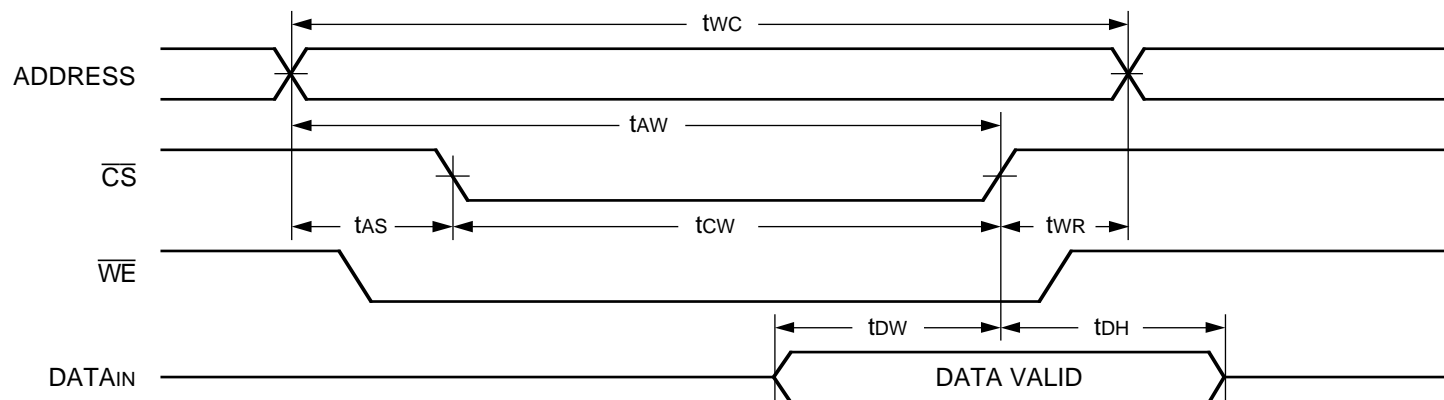 tWC
ADDRESS
tAW
CS
tAS tCW tWR
WE
tDW tDH
DATAIN DATA VALID